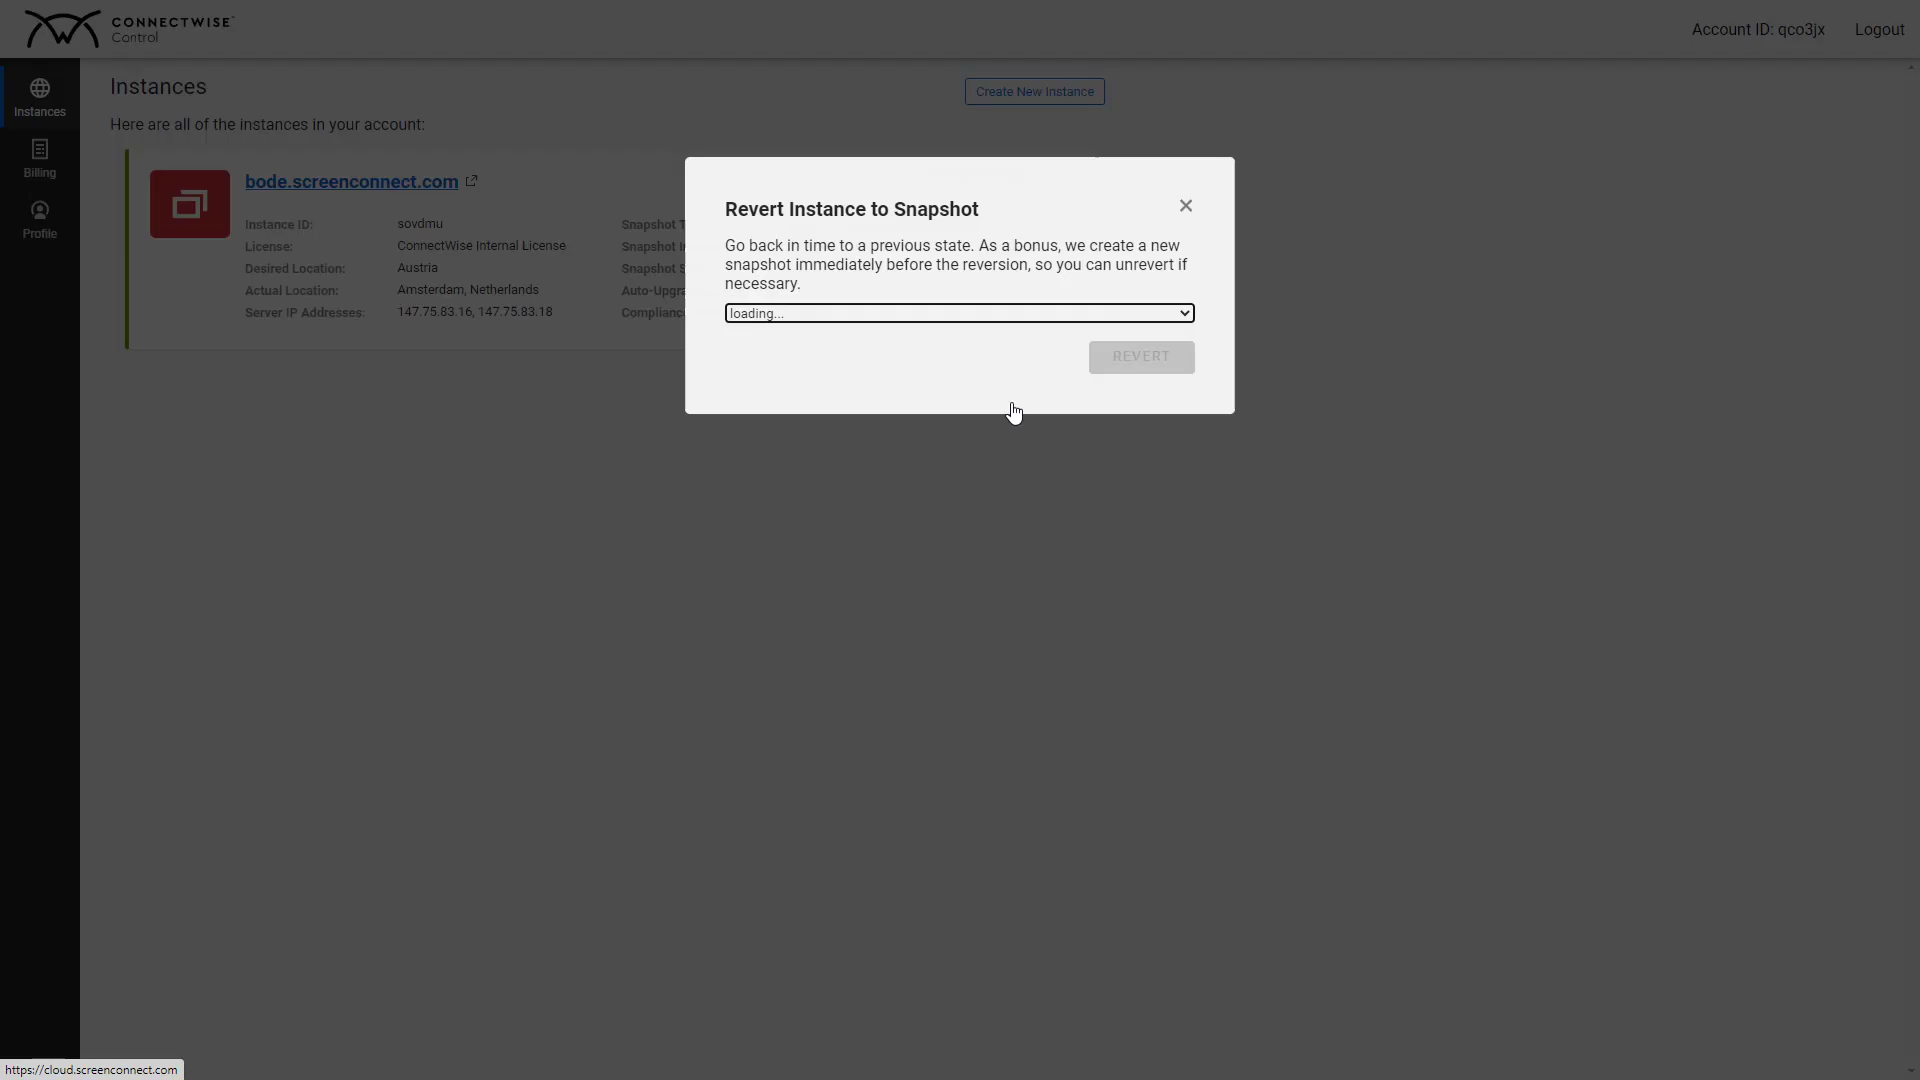 CONNECTWISE
Control
Account ID: qco3jx
Logout
Instances
Billing
Profile
Instances
Create New Instance
Here are all of the instances in your account:
bode.screenconnect.com
Instance ID: sovdmu
License: ConnectWise Internal License
Desired Location: Austria
Actual Location: Amsterdam, Netherlands
Server IP Addresses: 147.75.83.16, 147.75.83.18
Snapshot
Snapshot
Snapshot
Compliance
Revert Instance to Snapshot
Go back in time to a previous state. As a bonus, we create a new
snapshot immediately before the reversion, so you can unrevert if
necessary.
loading...
REVERT
https://cloud.screenconnect.com